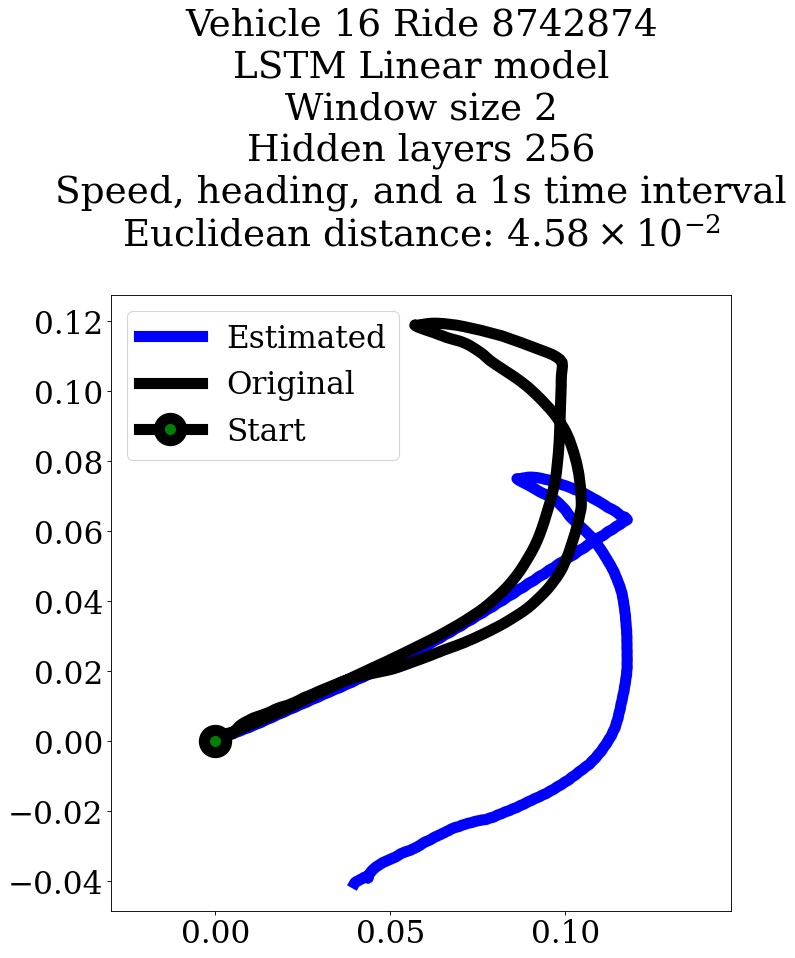 Vehicle 16 Ride 8742874
LSTM Linear model
Window size 2
Hidden layers 256
Speed, heading, and a 1s time interval
Euclidean distance: 4.58 × 10⁻²
Estimated
Original
Start
0.12
0.10
0.08
0.06
0.04
0.02
0.00
−0.02
−0.04
0.00 0.05 0.10